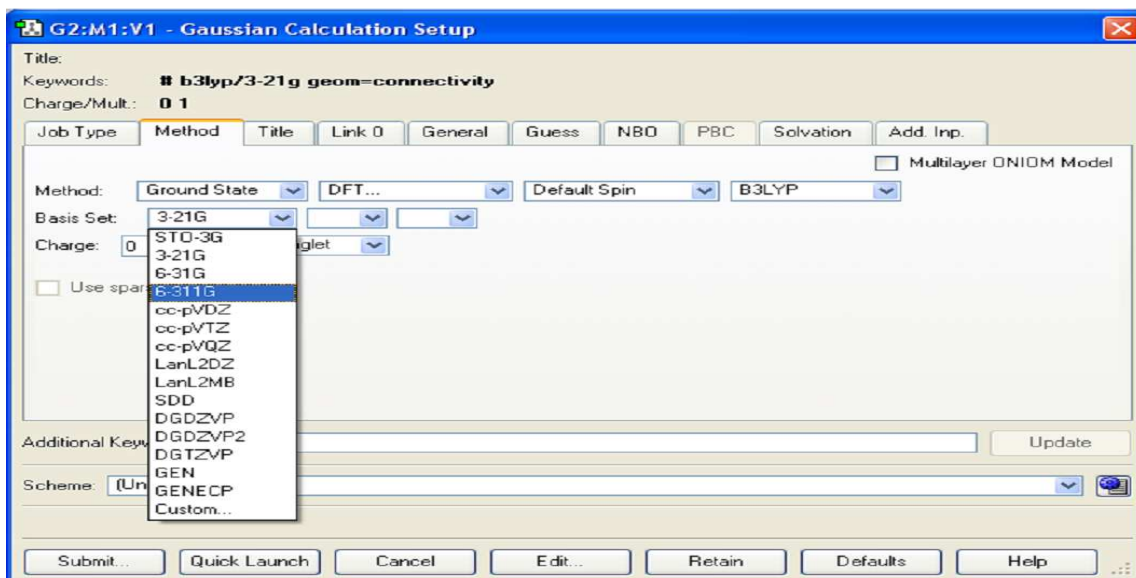 G2:M1:V1 - Gaussian Calculation Setup
Title:
Keywords: # b3lyp/3-21g geom=connectivity
Charge/Mult.: 0 1
Job Type Method Title Link 0 General Guess NBO PBC Solvation Add. Inp.
Multilayer ONIOM Model
Method: Ground State DFT... Default Spin B3LYP
Basis Set: 3-21G
Charge: 0 glet
STO-3G
3-21G
6-31G
Use spar
6-311G
cc-pVDZ
cc-pVTZ
cc-pVQZ
LanL2DZ
LanL2MB
SDD
DGDZVP
DGDZVP2
DGTZVP
GEN
GENECP
Custom...
Additional Keyw Update
Scheme: (Un
Submit... Quick Launch Cancel Edit... Retain Defaults Help